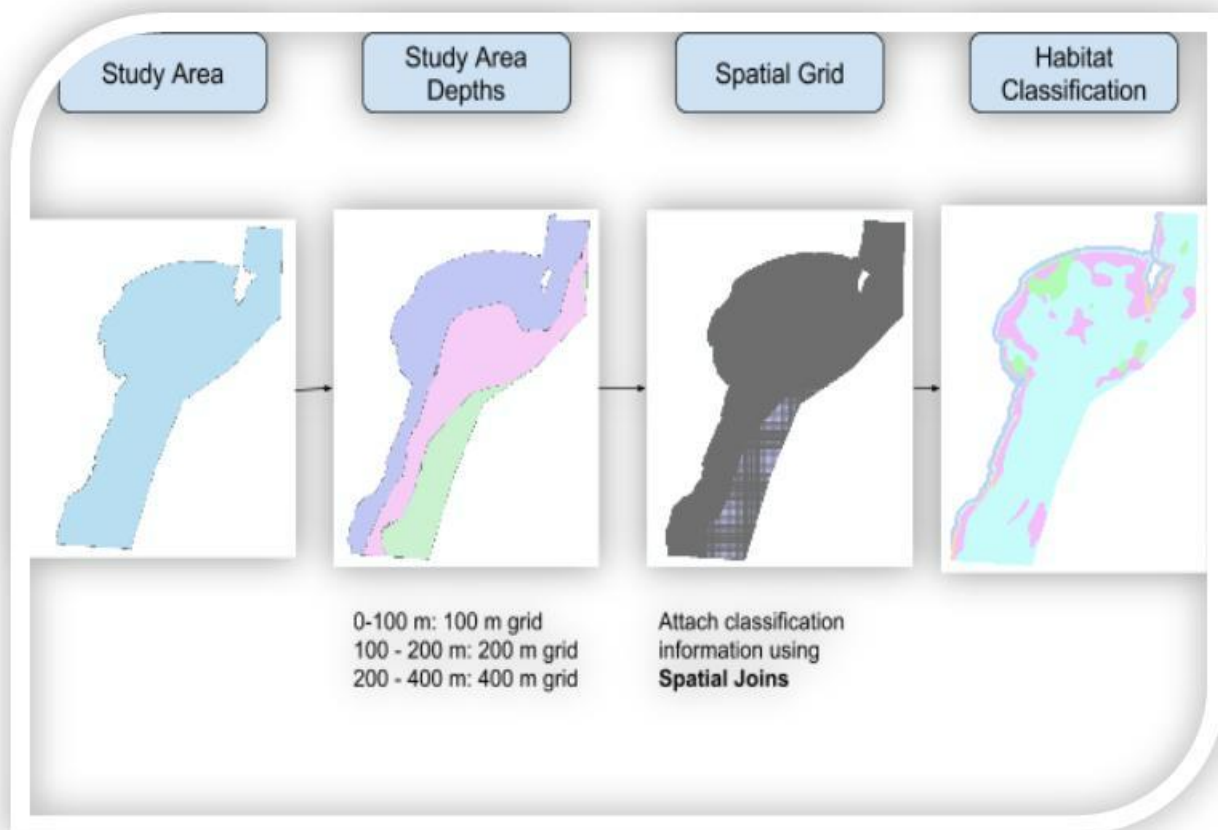 Study Area
Study Area
Depths
Spatial Grid
Habitat
Classification
0-100 m: 100 m grid
100 - 200 m: 200 m grid
200 - 400 m: 400 m grid
Attach classification
information using
Spatial Joins